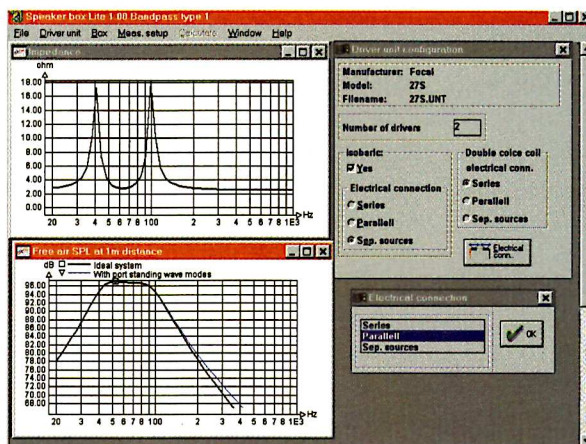 Speaker box Lite 1.00 Bandpass type 1
File Driver unit Box Meas. setup Calculate Window Help
Impedance
ohm
18.00
16.00
14.00
12.00
10.00
8.00
6.00
4.00
2.00
0.00
20 3 4 5 6 7 8 100 2 3 4 5 6 7 8 1E3 Hz
Free air SPL at 1m distance
dB Ideal system
With port standing wave modes
96.00
94.00
92.00
90.00
88.00
86.00
84.00
82.00
80.00
78.00
76.00
74.00
72.00
70.00
68.00
20 3 4 5 6 7 8 100 2 3 4 5 6 7 8 1E3 Hz
Driver unit configuration
Manufacturer: Focal
Model: 27S
Filename: 27S.UNT
Number of drivers 2
Isoberic:
Yes
Electrical connection
Series
Parallell
Sep. sources
Double coice coil
electrical conn.
Series
Parallell
Sep. sources
Electrical
conn.
Electrical connection
Series
Parallell
Sep. sources
OK